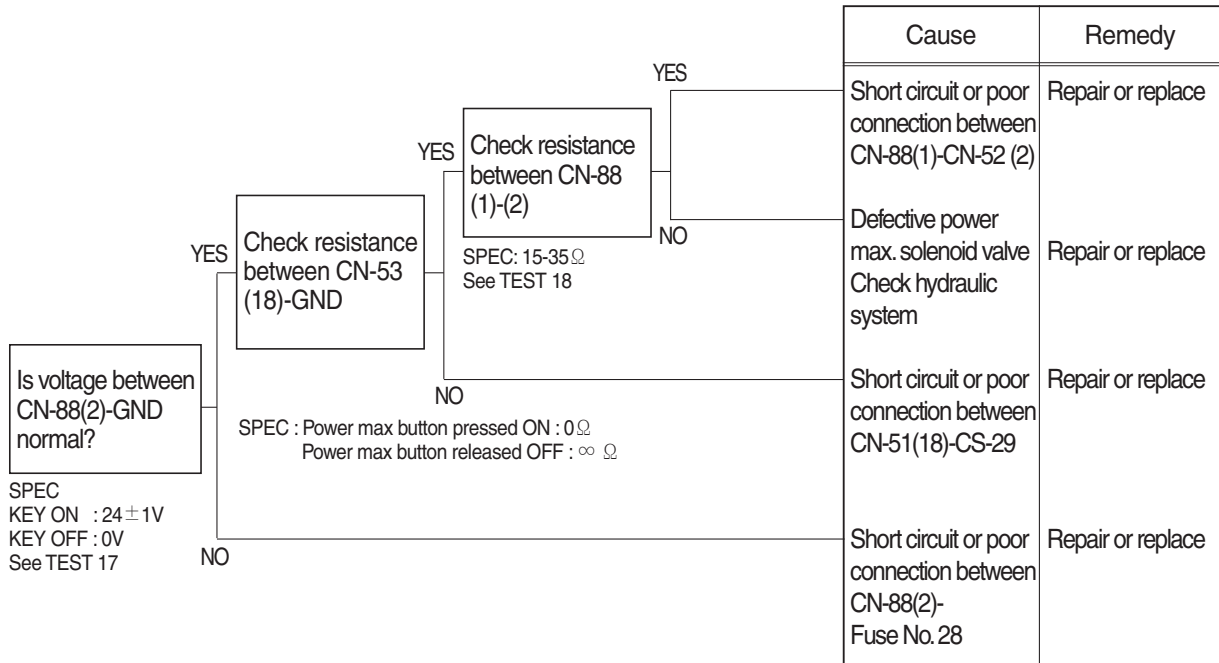 Cause Remedy
YES
Short circuit or poor Repair or replace
connection between
CN-88(1)-CN-52 (2)
YES
Check resistance
between CN-88
(1)-(2)
NO
SPEC: 15-35Ω
See TEST 18
Defective power
max. solenoid valve Repair or replace
Check hydraulic
system
YES
Check resistance
between CN-53
(18)-GND
NO
SPEC : Power max button pressed ON : 0Ω
Power max button released OFF : ∞ Ω
Short circuit or poor Repair or replace
connection between
CN-51(18)-CS-29
Is voltage between
CN-88(2)-GND
normal?
SPEC
KEY ON : 24±1V
KEY OFF : 0V
See TEST 17
NO
Short circuit or poor Repair or replace
connection between
CN-88(2)-
Fuse No. 28